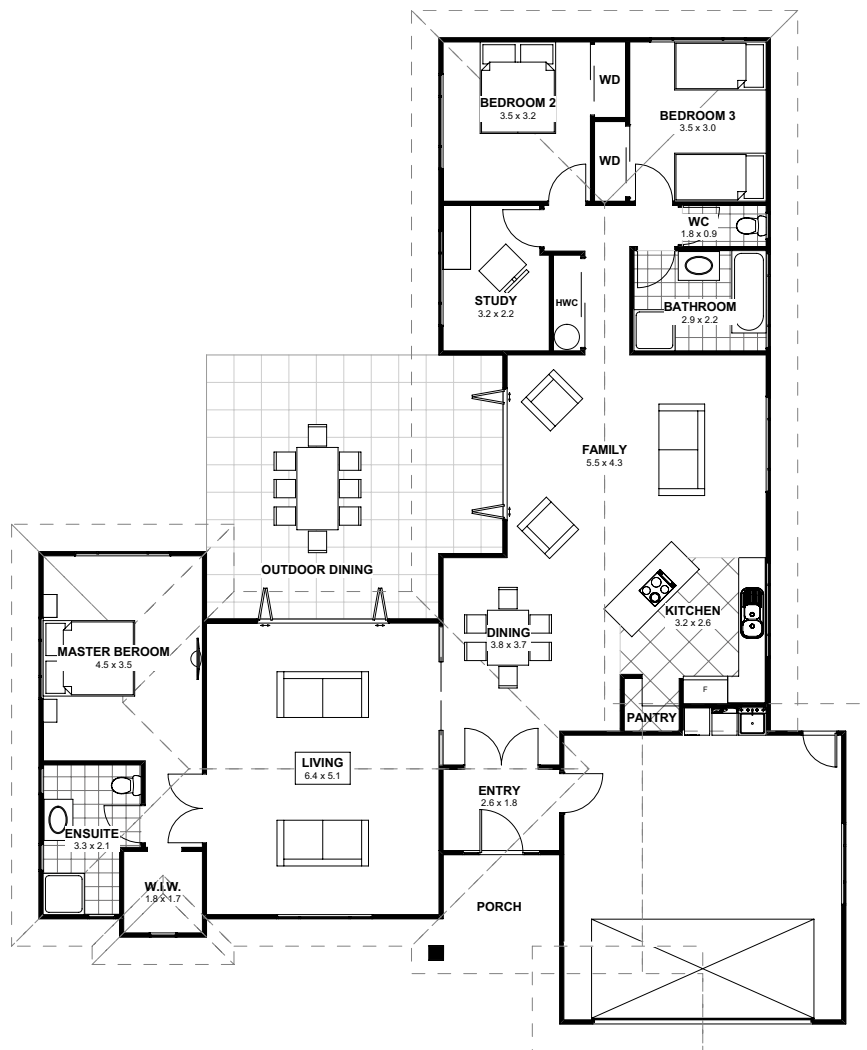 BEDROOM 2
3.5 x 3.2
WD
BEDROOM 3
3.5 x 3.0
WD
WC
1.8 x 0.9
STUDY
3.2 x 2.2
HWC
BATHROOM
2.9 x 2.2
FAMILY
5.5 x 4.3
OUTDOOR DINING
KITCHEN
3.2 x 2.6
DINING
3.8 x 3.7
MASTER BEROOM
4.5 x 3.5
F
PANTRY
LIVING
6.4 x 5.1
ENTRY
2.6 x 1.8
ENSUITE
3.3 x 2.1
W.I.W.
1.8 x 1.7
PORCH